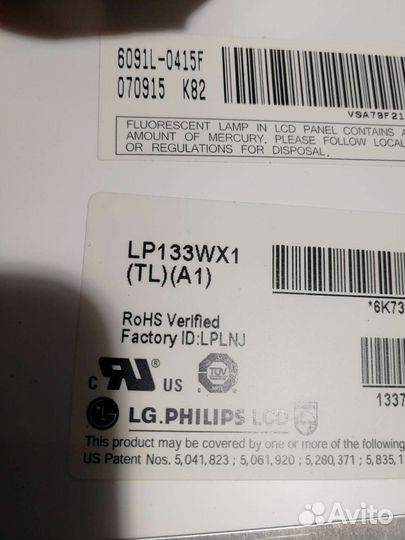 6091L-0415F
070915 K82
VSA79F21
FLUORESCENT LAMP IN LCD PANEL CONTAINS A
AMOUNT OF MERCURY. PLEASE FOLLOW LOCAL
OR REGULATIONS FOR DISPOSAL.
LP133WX1
(TL)(A1)
*6K73
RoHS Verified
Factory ID:LPLNJ
C US TÜV
1337
LG LG.PHILIPS LCD PHILIPS
This product may be covered by one or more of the following
US Patent Nos. 5,041,823 ; 5,061,920 ; 5,280,371 ; 5,835,1
Avito